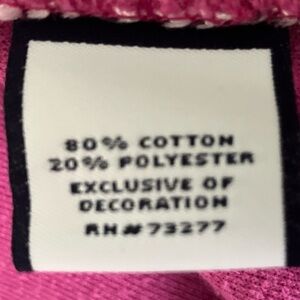 80% COTTON
20% POLYESTER
EXCLUSIVE OF
DECORATION
RN#73277